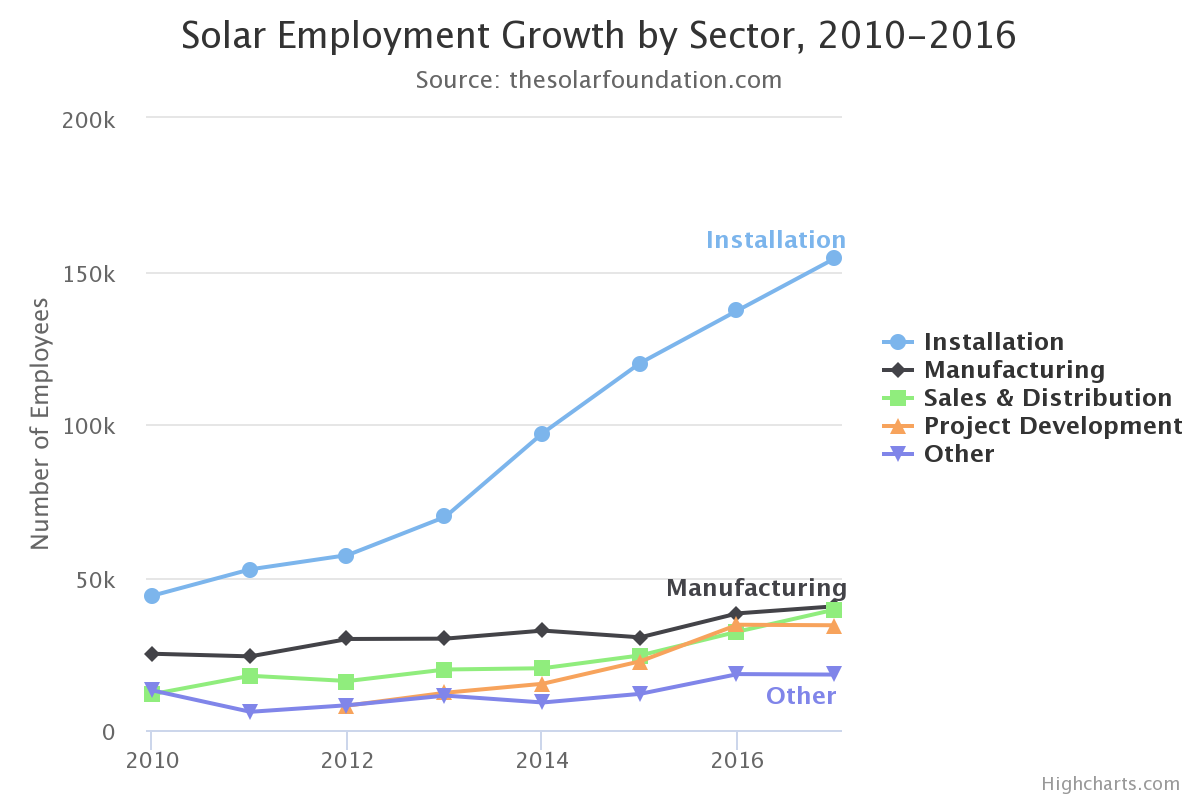 Solar Employment Growth by Sector, 2010-2016
Source: thesolarfoundation.com
200k
150k
100k
50k
0
Number of Employees
2010
2012
2014
2016
Installation
Manufacturing
Other
Installation
Manufacturing
Sales & Distribution
Project Development
Other
Highcharts.com